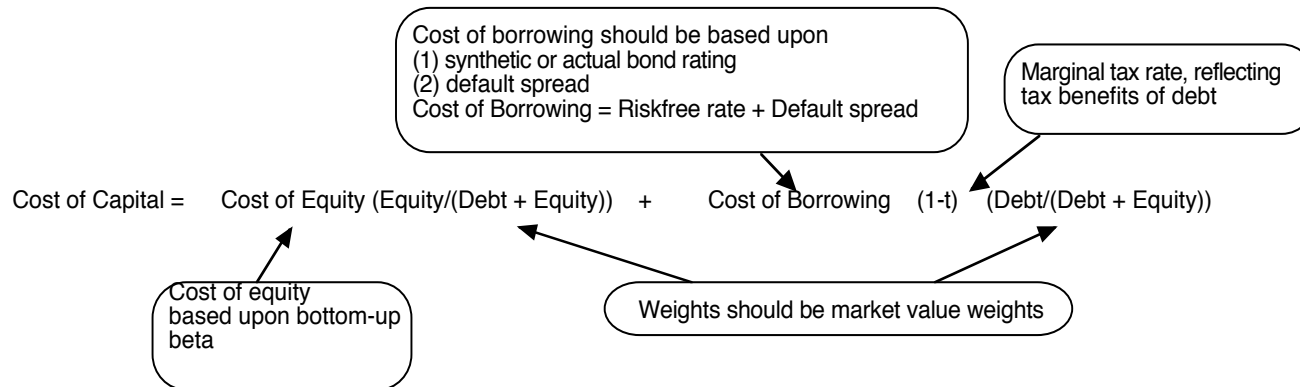 Cost of borrowing should be based upon
(1) synthetic or actual bond rating
(2) default spread
Cost of Borrowing = Riskfree rate + Default spread
Marginal tax rate, reflecting
tax benefits of debt
Cost of Capital = Cost of Equity (Equity/(Debt + Equity)) + Cost of Borrowing (1-t) (Debt/(Debt + Equity))
Cost of equity
based upon bottom-up
beta
Weights should be market value weights